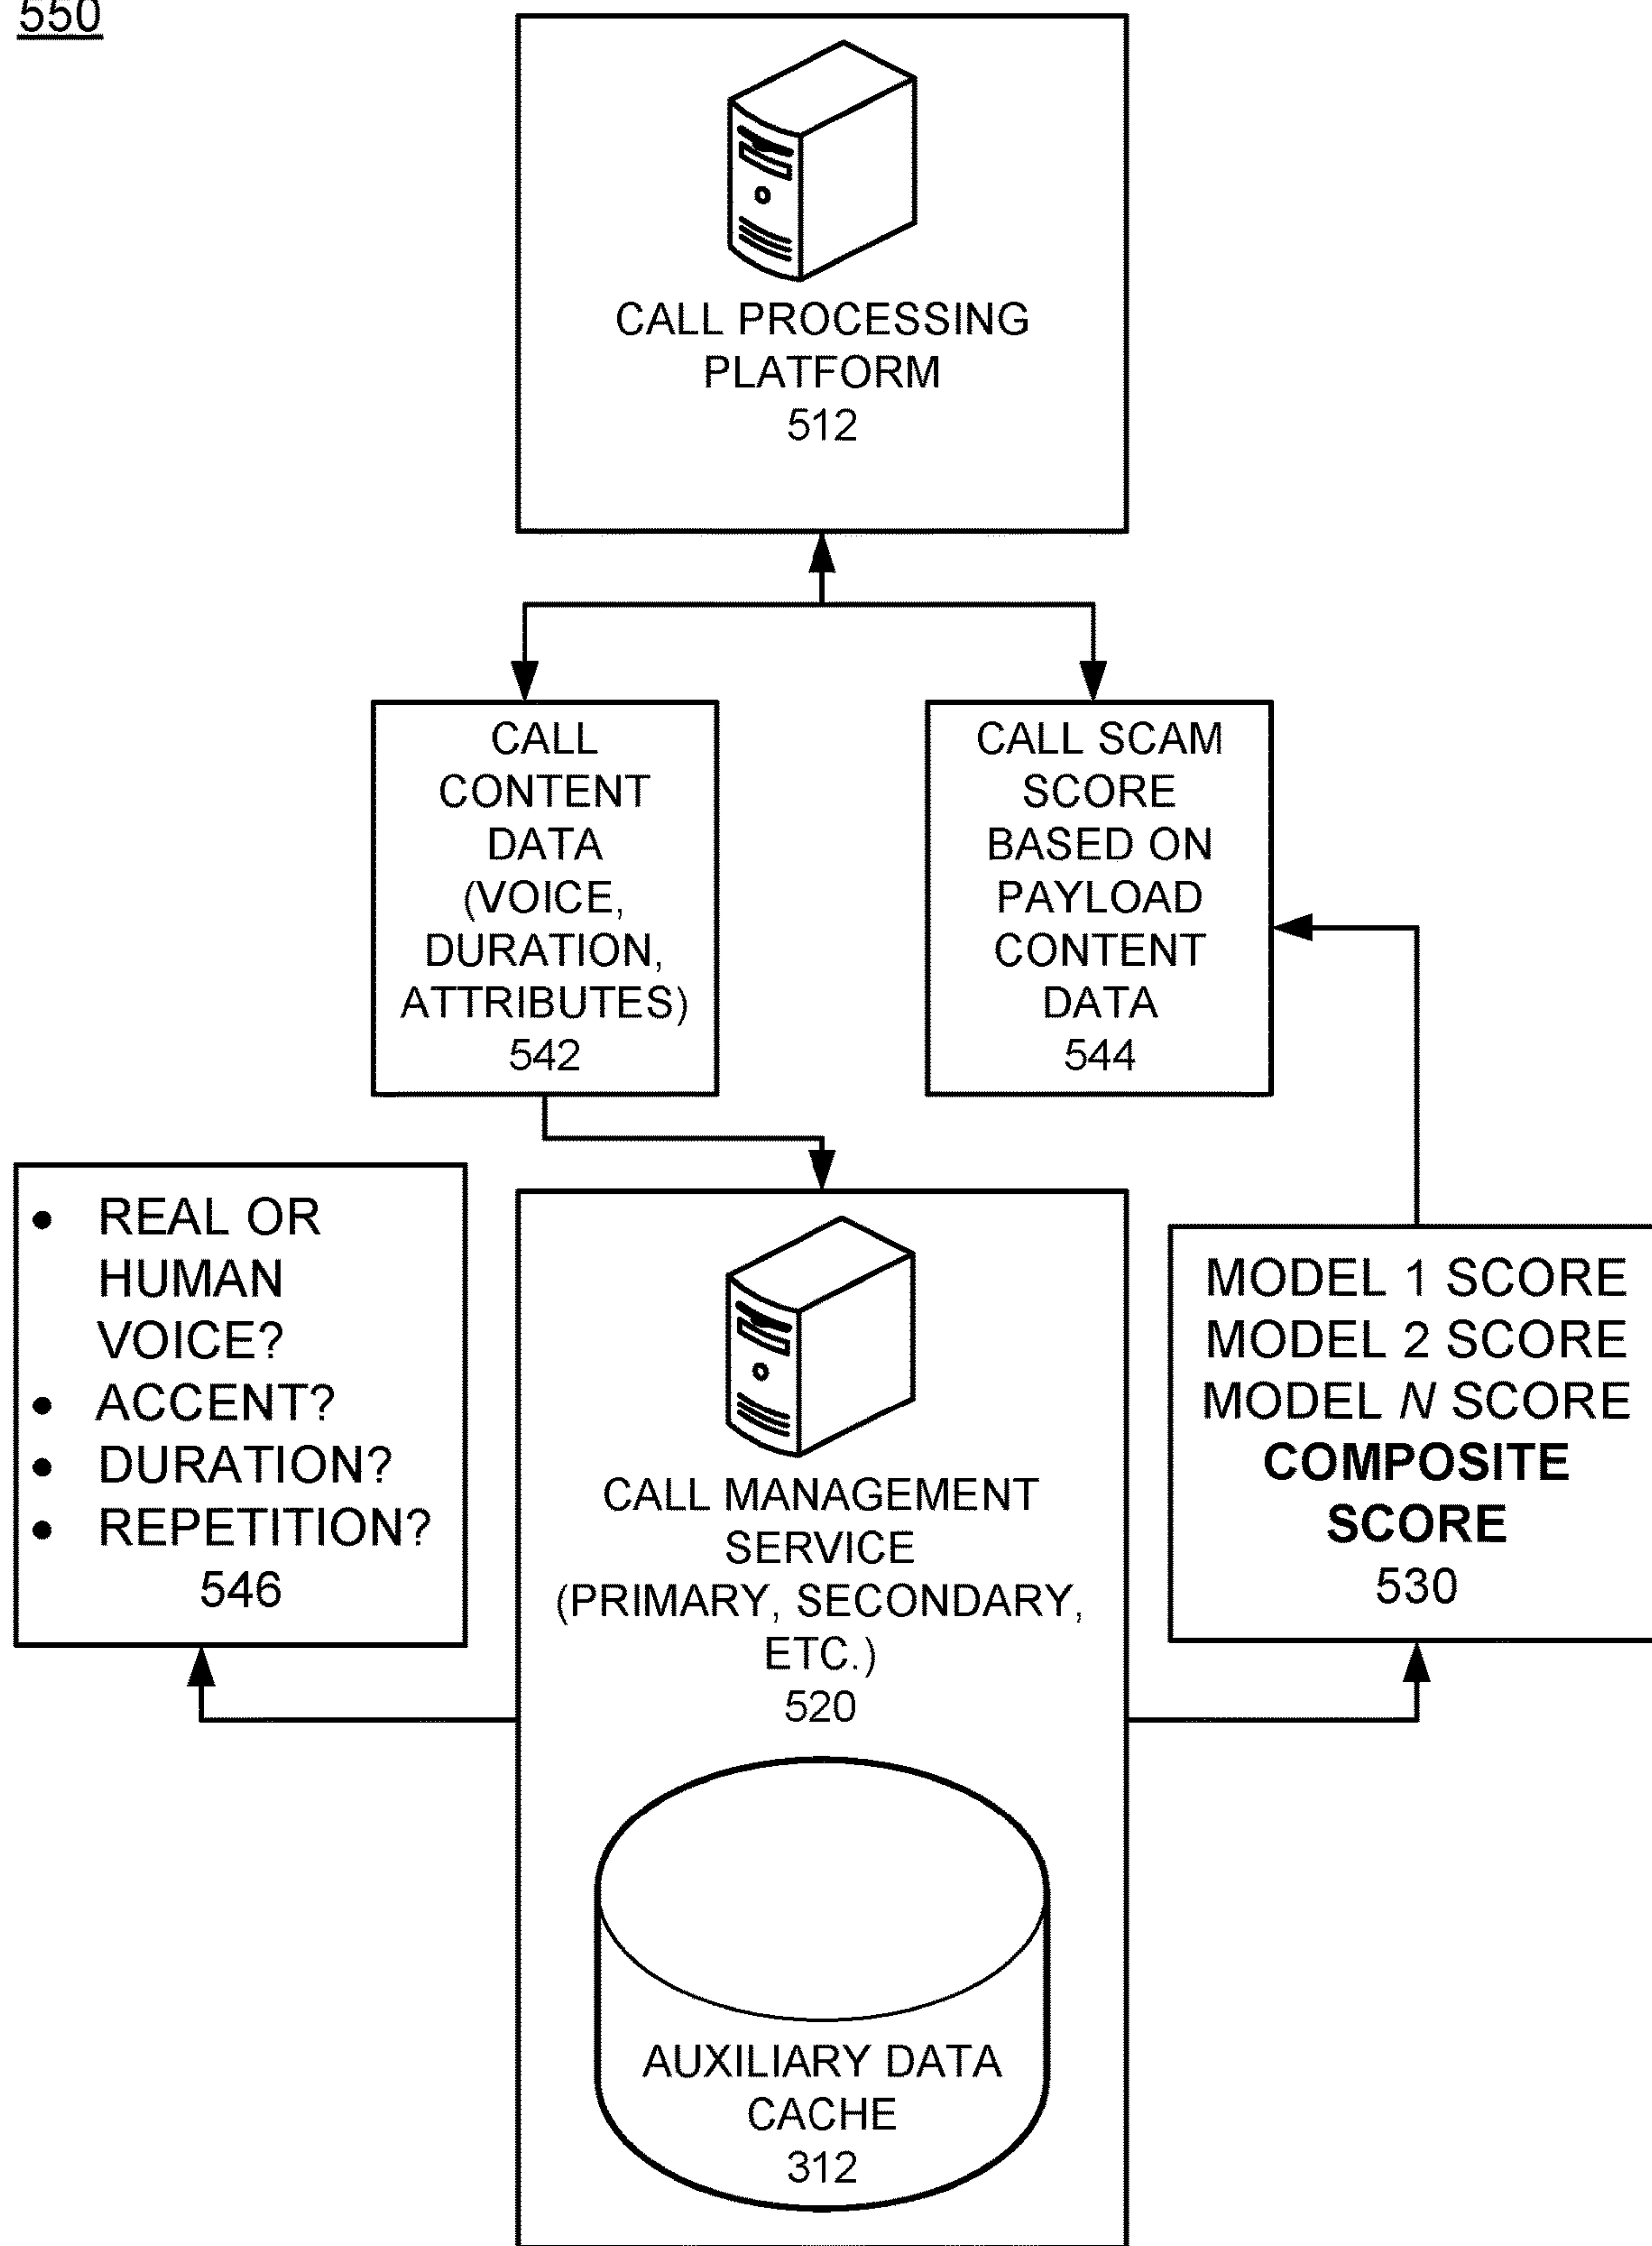 550
CALL PROCESSING
PLATFORM
512
CALL
CONTENT
DATA
(VOICE,
DURATION,
ATTRIBUTES)
542
CALL SCAM
SCORE
BASED ON
PAYLOAD
CONTENT
DATA
544
• REAL OR
HUMAN
VOICE?
• ACCENT?
• DURATION?
• REPETITION?
546
CALL MANAGEMENT
SERVICE
(PRIMARY, SECONDARY,
ETC.)
520
MODEL 1 SCORE
MODEL 2 SCORE
MODEL N SCORE
COMPOSITE
SCORE
530
AUXILIARY DATA
CACHE
312